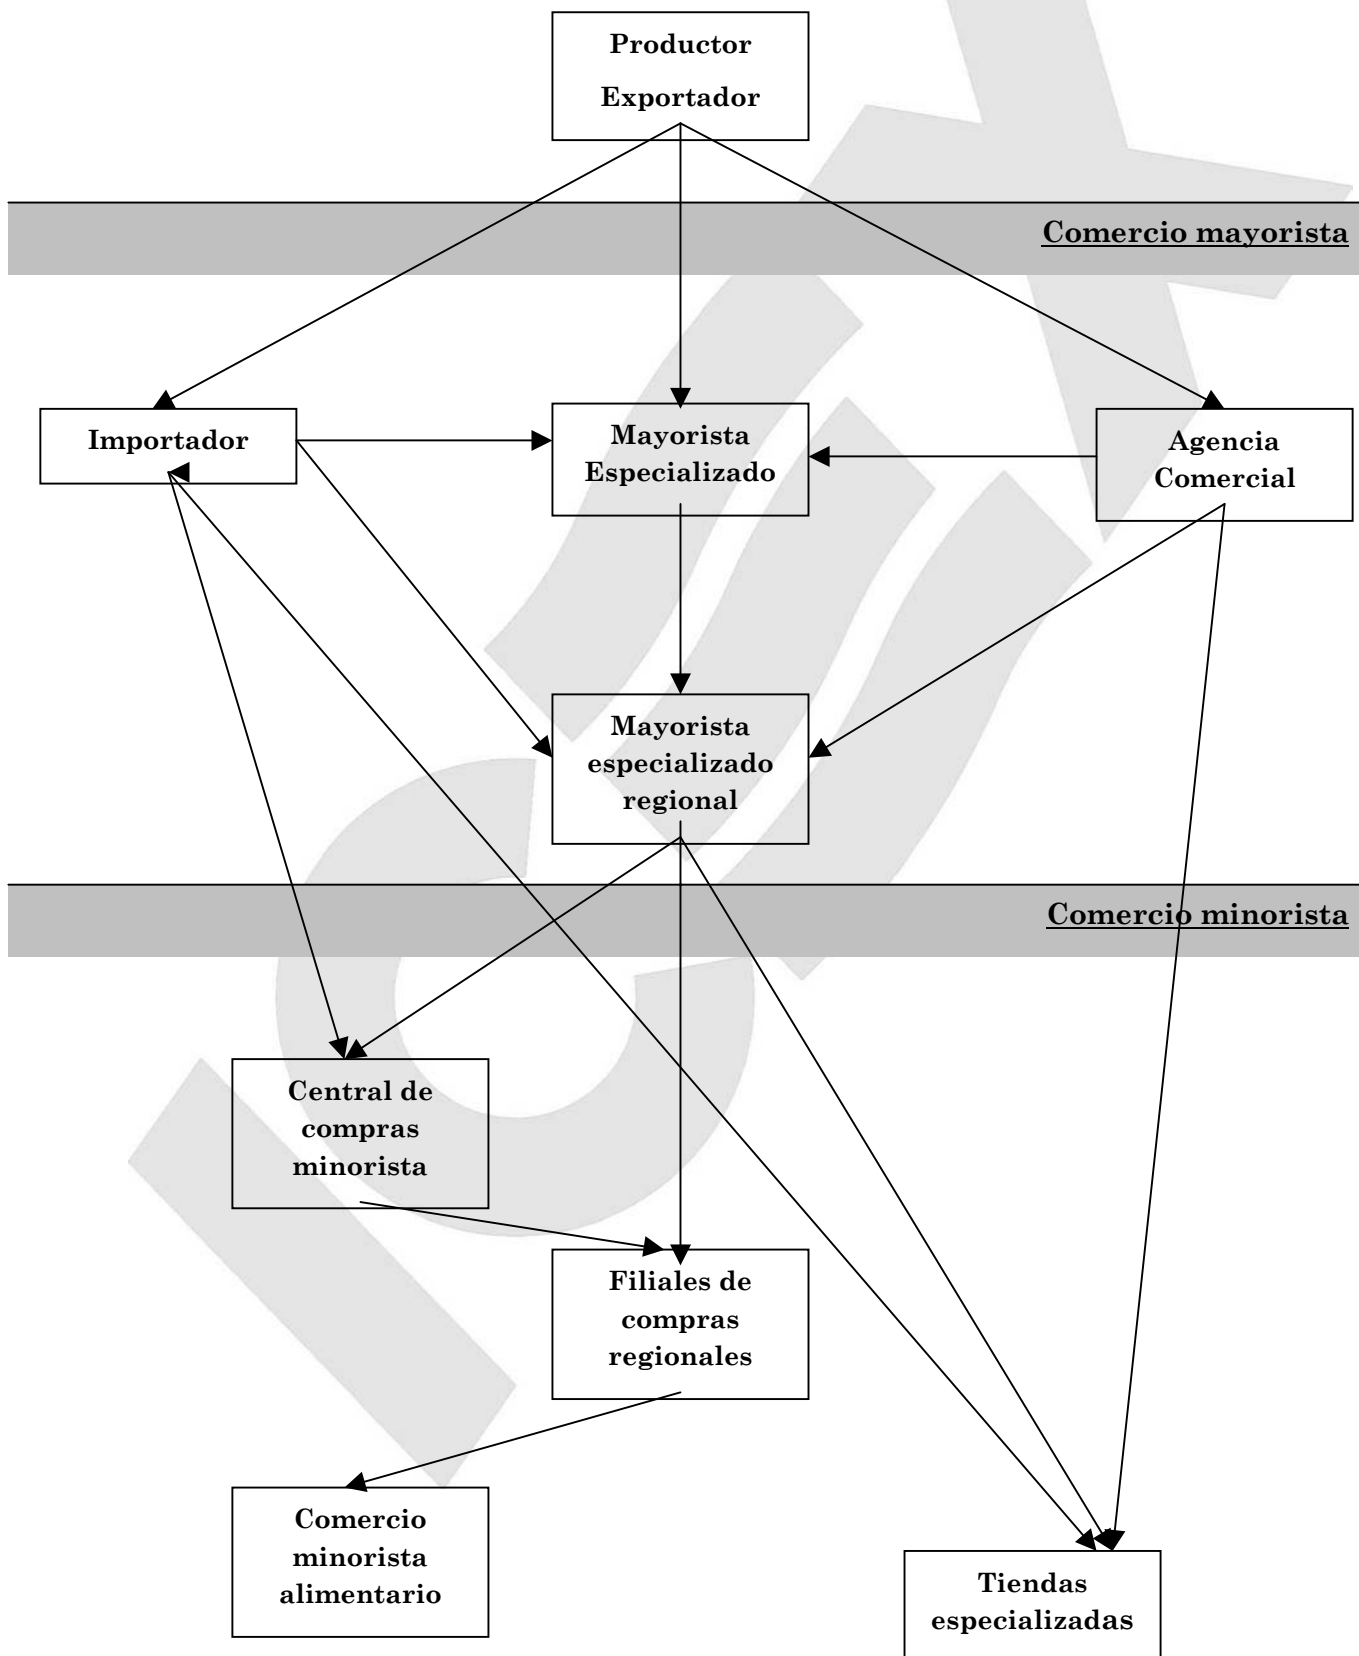 Productor
Exportador
Comercio mayorista
Importador
Mayorista
Especializado
Agencia
Comercial
Mayorista
especializado
regional
Comercio minorista
Central de
compras
minorista
Filiales de
compras
regionales
Comercio
minorista
alimentario
Tiendas
especializadas